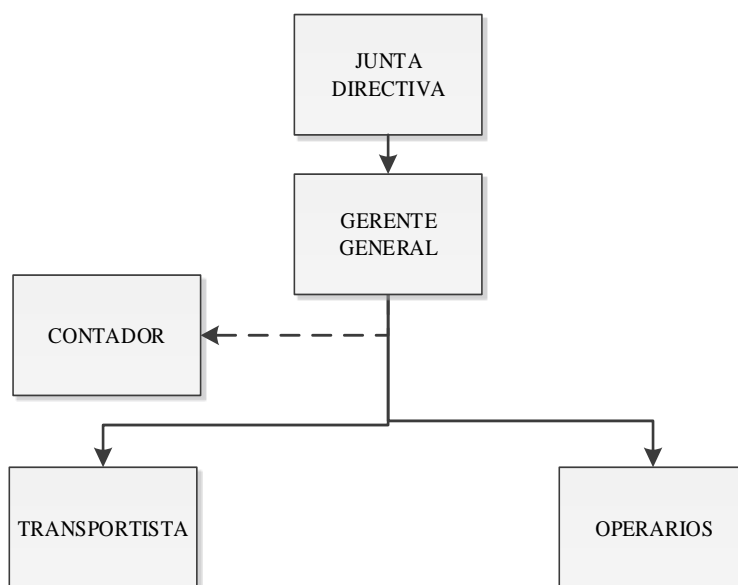 JUNTA
DIRECTIVA
GERENTE
GENERAL
CONTADOR
TRANSPORTISTA
OPERARIOS